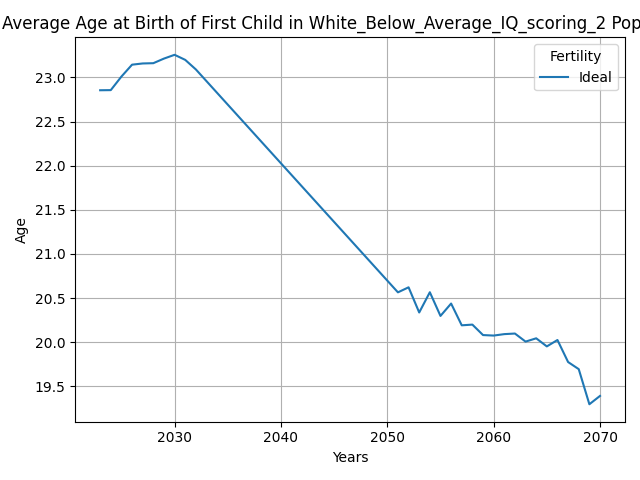 Average Age at Birth of First Child in White_Below_Average_IQ_scoring_2 Pop
Fertility
Ideal
23.0
22.5
22.0
21.5
21.0
20.5
20.0
19.5
Age
2030 2040 2050 2060 2070
Years